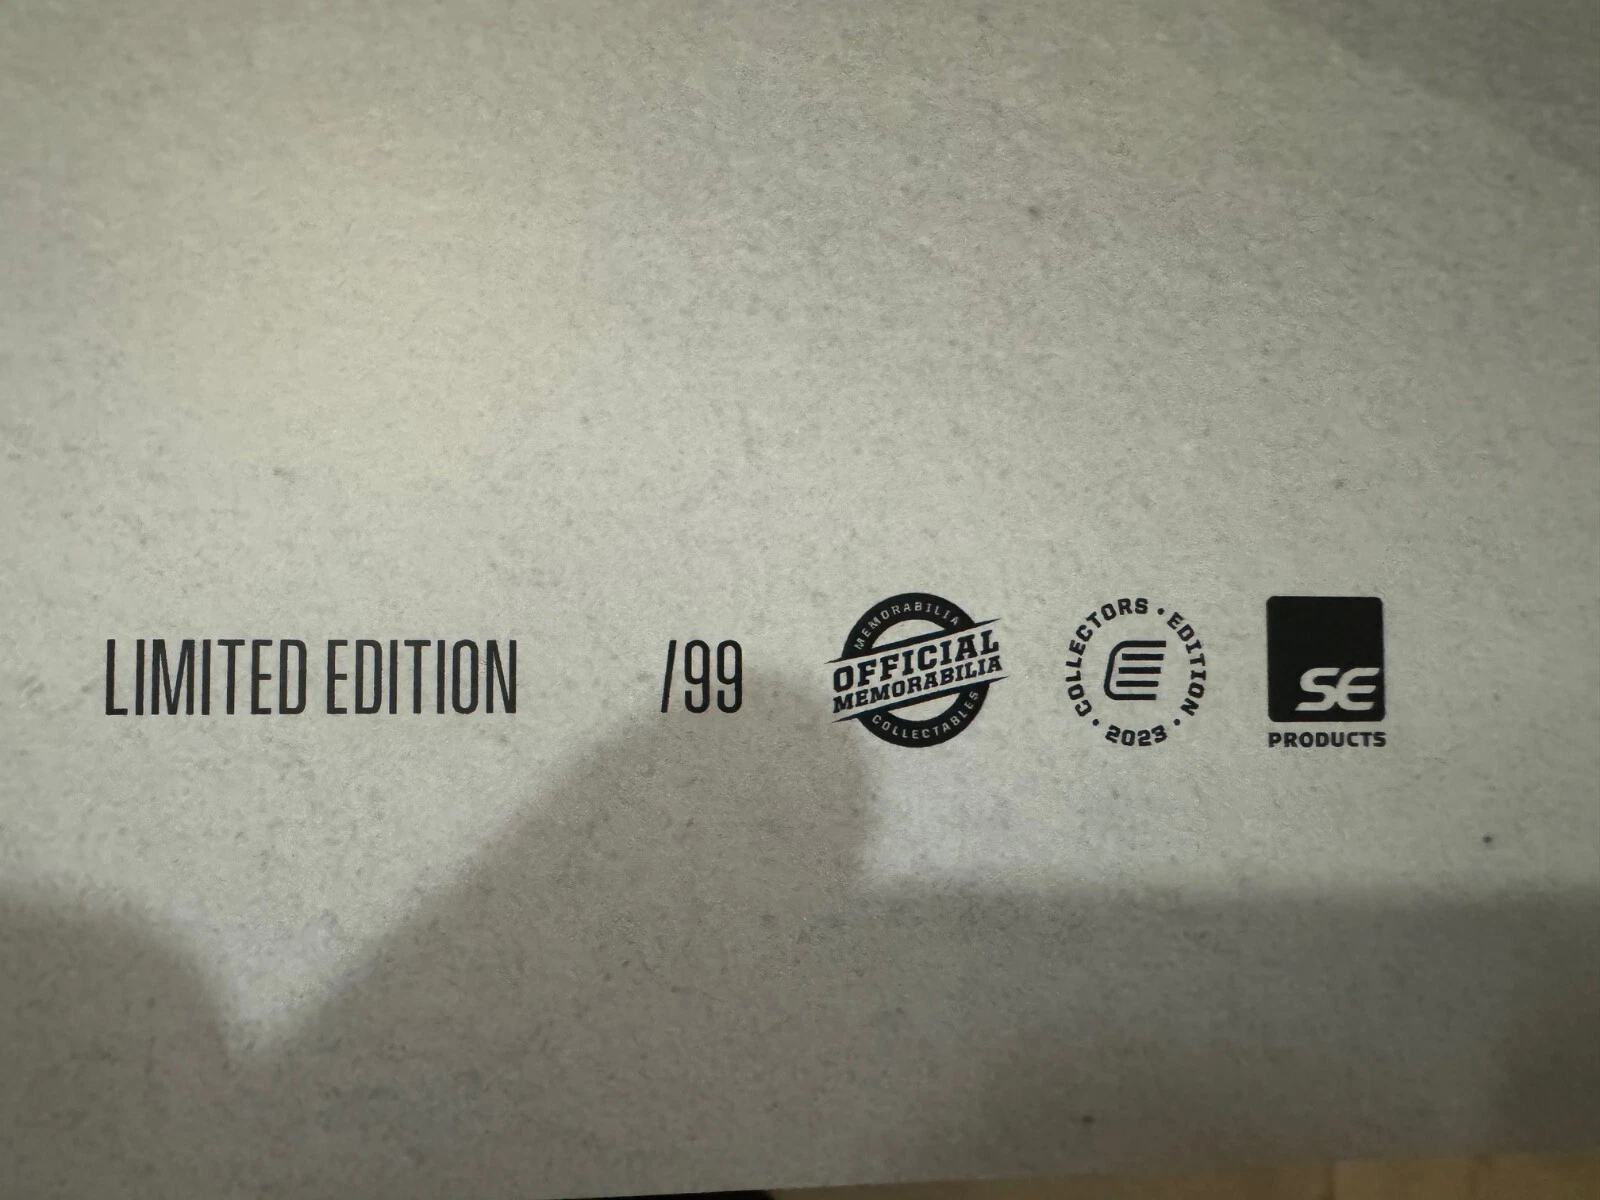 LIMITED EDITION /99
MEMORABILIA
OFFICIAL
MEMORABILIA
COLLECTABLES
COLLECTORS • EDITION • 2023 •
SE
PRODUCTS